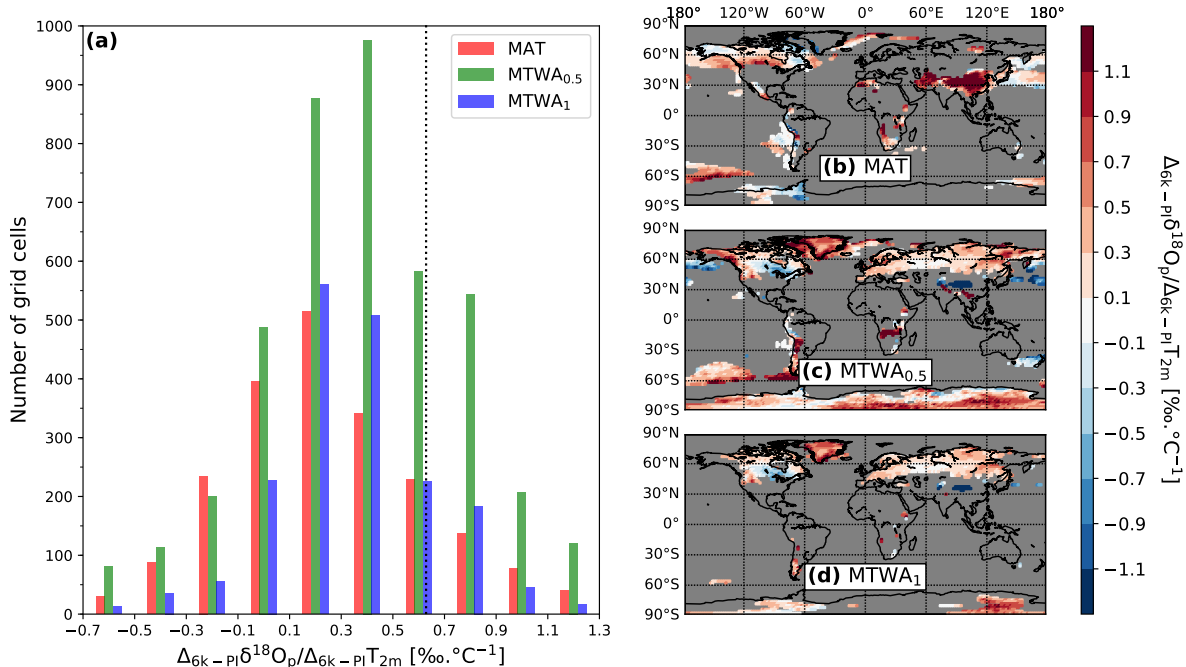 (a)
MAT
MTWA₀.₅
MTWA₁
1000
900
800
700
600
500
400
300
200
100
0
Number of grid cells
−0.7 −0.5 −0.3 −0.1 0.1 0.3 0.5 0.7 0.9 1.1 1.3
Δ₆ₖ₋PIδ¹⁸Oₚ/Δ₆ₖ₋PIT₂ₘ [‰.°C⁻¹]
180° 120°W 60°W 0° 60°E 120°E 180°
90°N
60°N
30°N
0°
30°S
60°S
90°S
(b) MAT
90°N
60°N
30°N
0°
30°S
60°S
90°S
(c) MTWA₀.₅
90°N
60°N
30°N
0°
30°S
60°S
90°S
(d) MTWA₁
1.1
0.9
0.7
0.5
0.3
0.1
−0.1
−0.3
−0.5
−0.7
−0.9
−1.1
Δ₆ₖ₋PIδ¹⁸Oₚ/Δ₆ₖ₋PIT₂ₘ [‰.°C⁻¹]